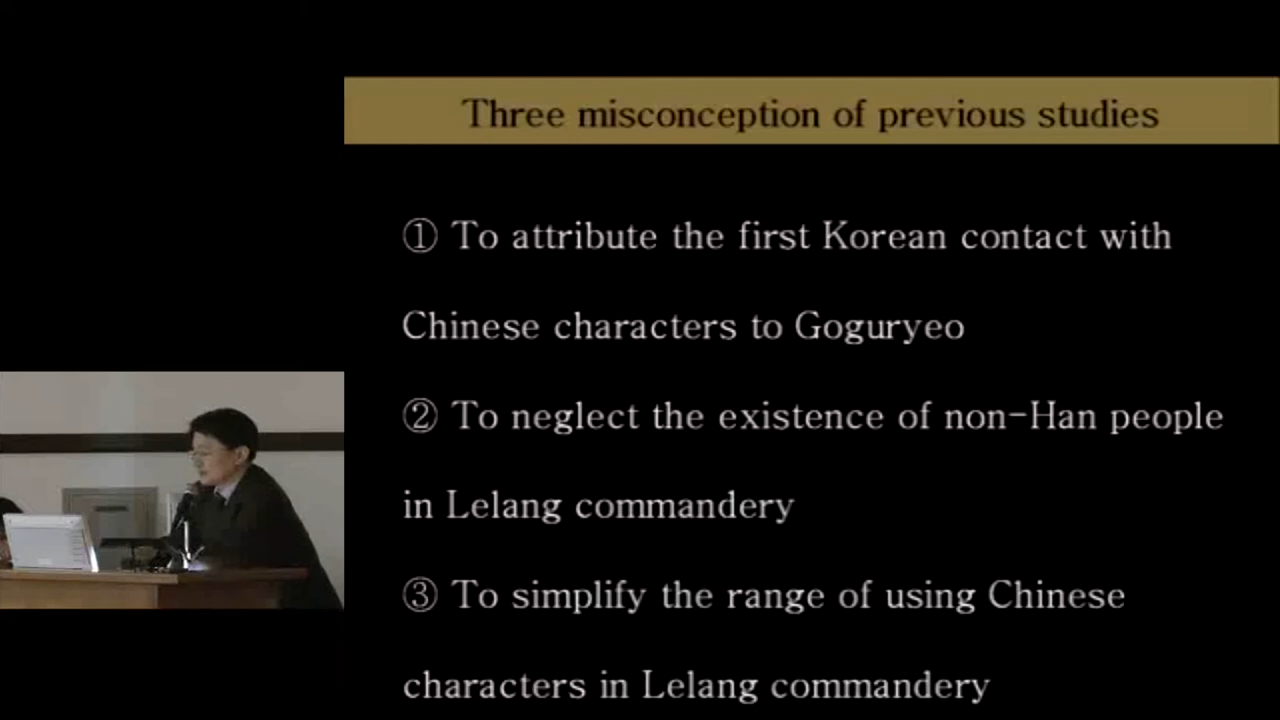 Three misconception of previous studies
① To attribute the first Korean contact with
Chinese characters to Goguryeo
② To neglect the existence of non-Han people
in Lelang commandery
③ To simplify the range of using Chinese
characters in Lelang commandery